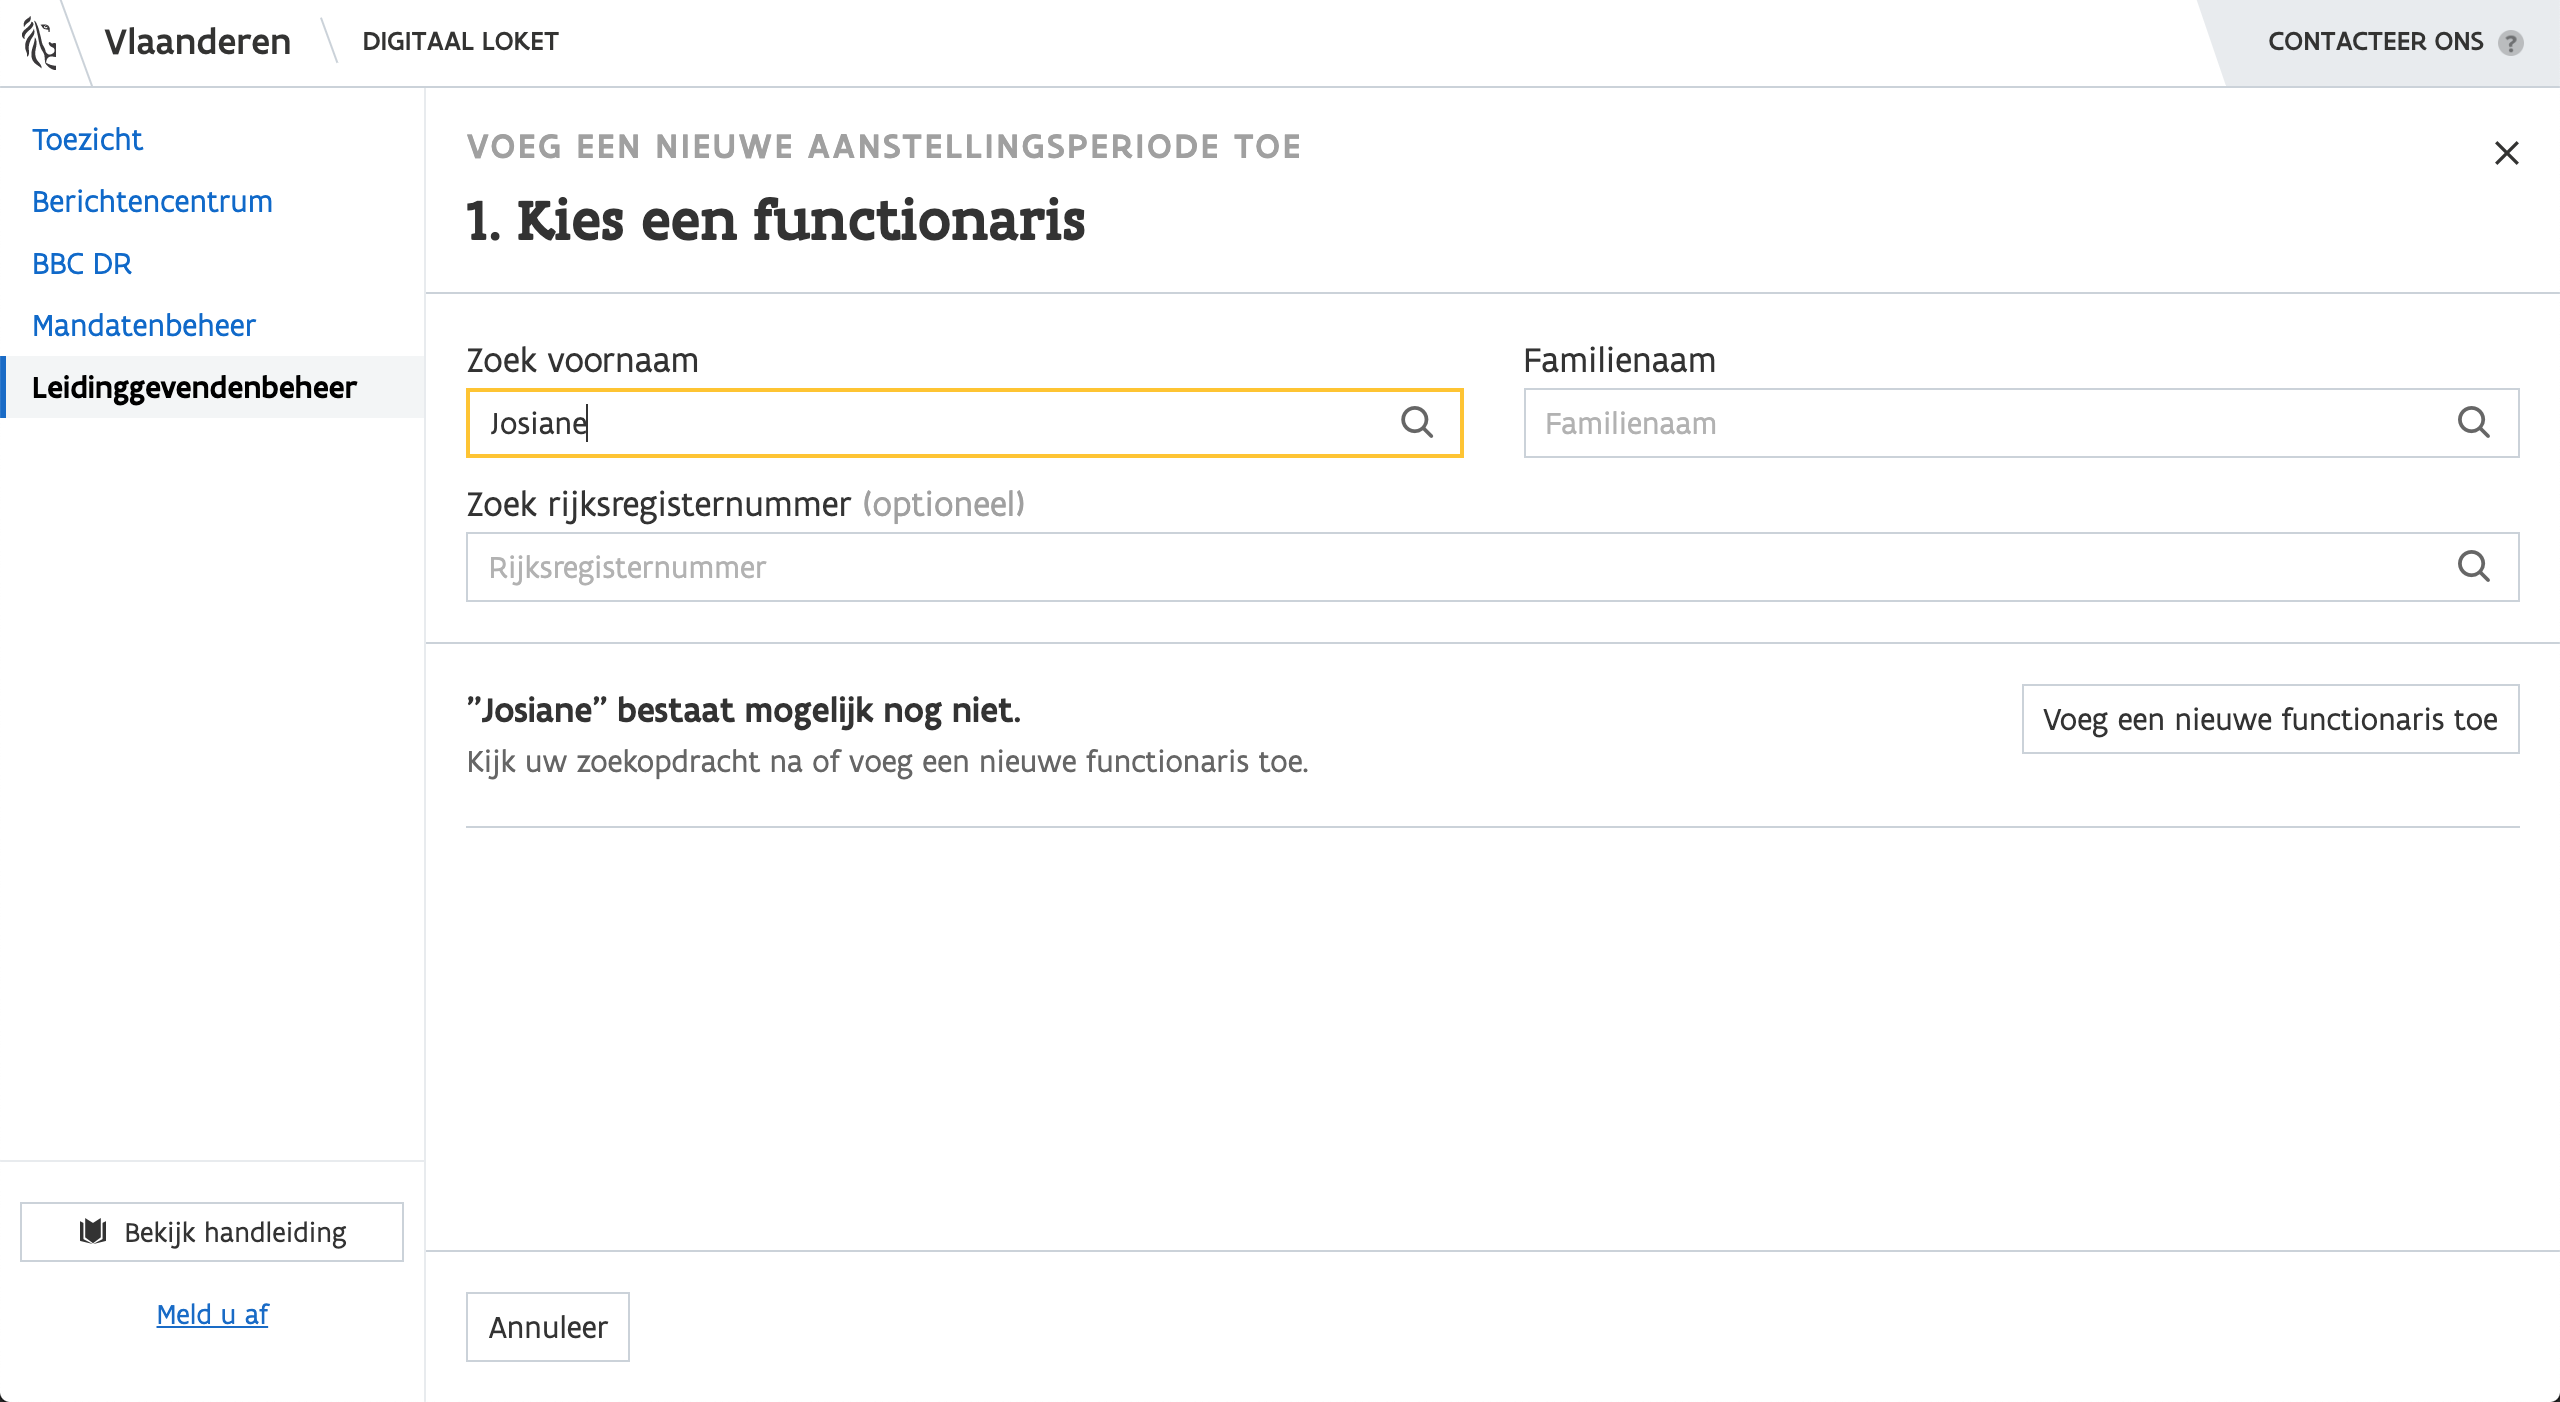 Vlaanderen
DIGITAAL LOKET
CONTACTEER ONS ?
Toezicht
Berichtencentrum
BBC DR
Mandatenbeheer
Leidinggevendenbeheer
Bekijk handleiding
Meld u af
VOEG EEN NIEUWE AANSTELLINGSPERIODE TOE
1. Kies een functionaris
Zoek voornaam
Josiane
Familienaam
Familienaam
Zoek rijksregisternummer (optioneel)
Rijksregisternummer
”Josiane” bestaat mogelijk nog niet.
Kijk uw zoekopdracht na of voeg een nieuwe functionaris toe.
Voeg een nieuwe functionaris toe
Annuleer